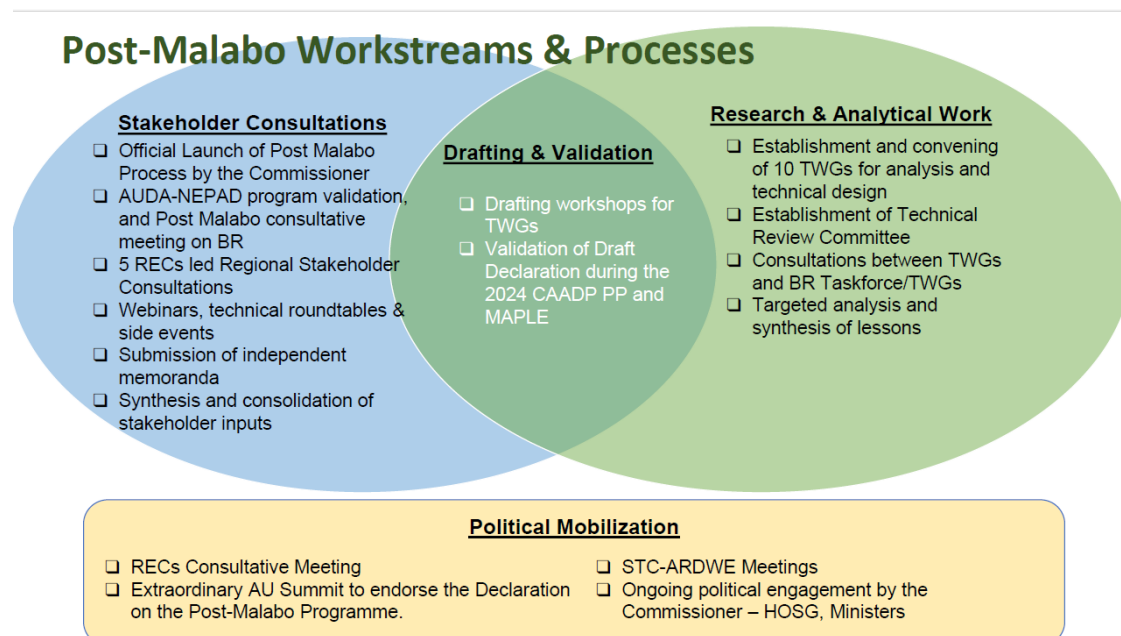 Post-Malabo Workstreams & Processes
Stakeholder Consultations
❑ Official Launch of Post Malabo
Process by the Commissioner
❑ AUDA-NEPAD program validation,
and Post Malabo consultative
meeting on BR
❑ 5 RECs led Regional Stakeholder
Consultations
❑ Webinars, technical roundtables &
side events
❑ Submission of independent
memoranda
❑ Synthesis and consolidation of
stakeholder inputs
Drafting & Validation
❑ Drafting workshops for
TWGs
❑ Validation of Draft
Declaration during the
2024 CAADP PP and
MAPLE
Research & Analytical Work
❑ Establishment and convening
of 10 TWGs for analysis and
technical design
❑ Establishment of Technical
Review Committee
❑ Consultations between TWGs
and BR Taskforce/TWGs
❑ Targeted analysis and
synthesis of lessons
Political Mobilization
❑ RECs Consultative Meeting
❑ Extraordinary AU Summit to endorse the Declaration
on the Post-Malabo Programme.
❑ STC-ARDWE Meetings
❑ Ongoing political engagement by the
Commissioner – HOSG, Ministers